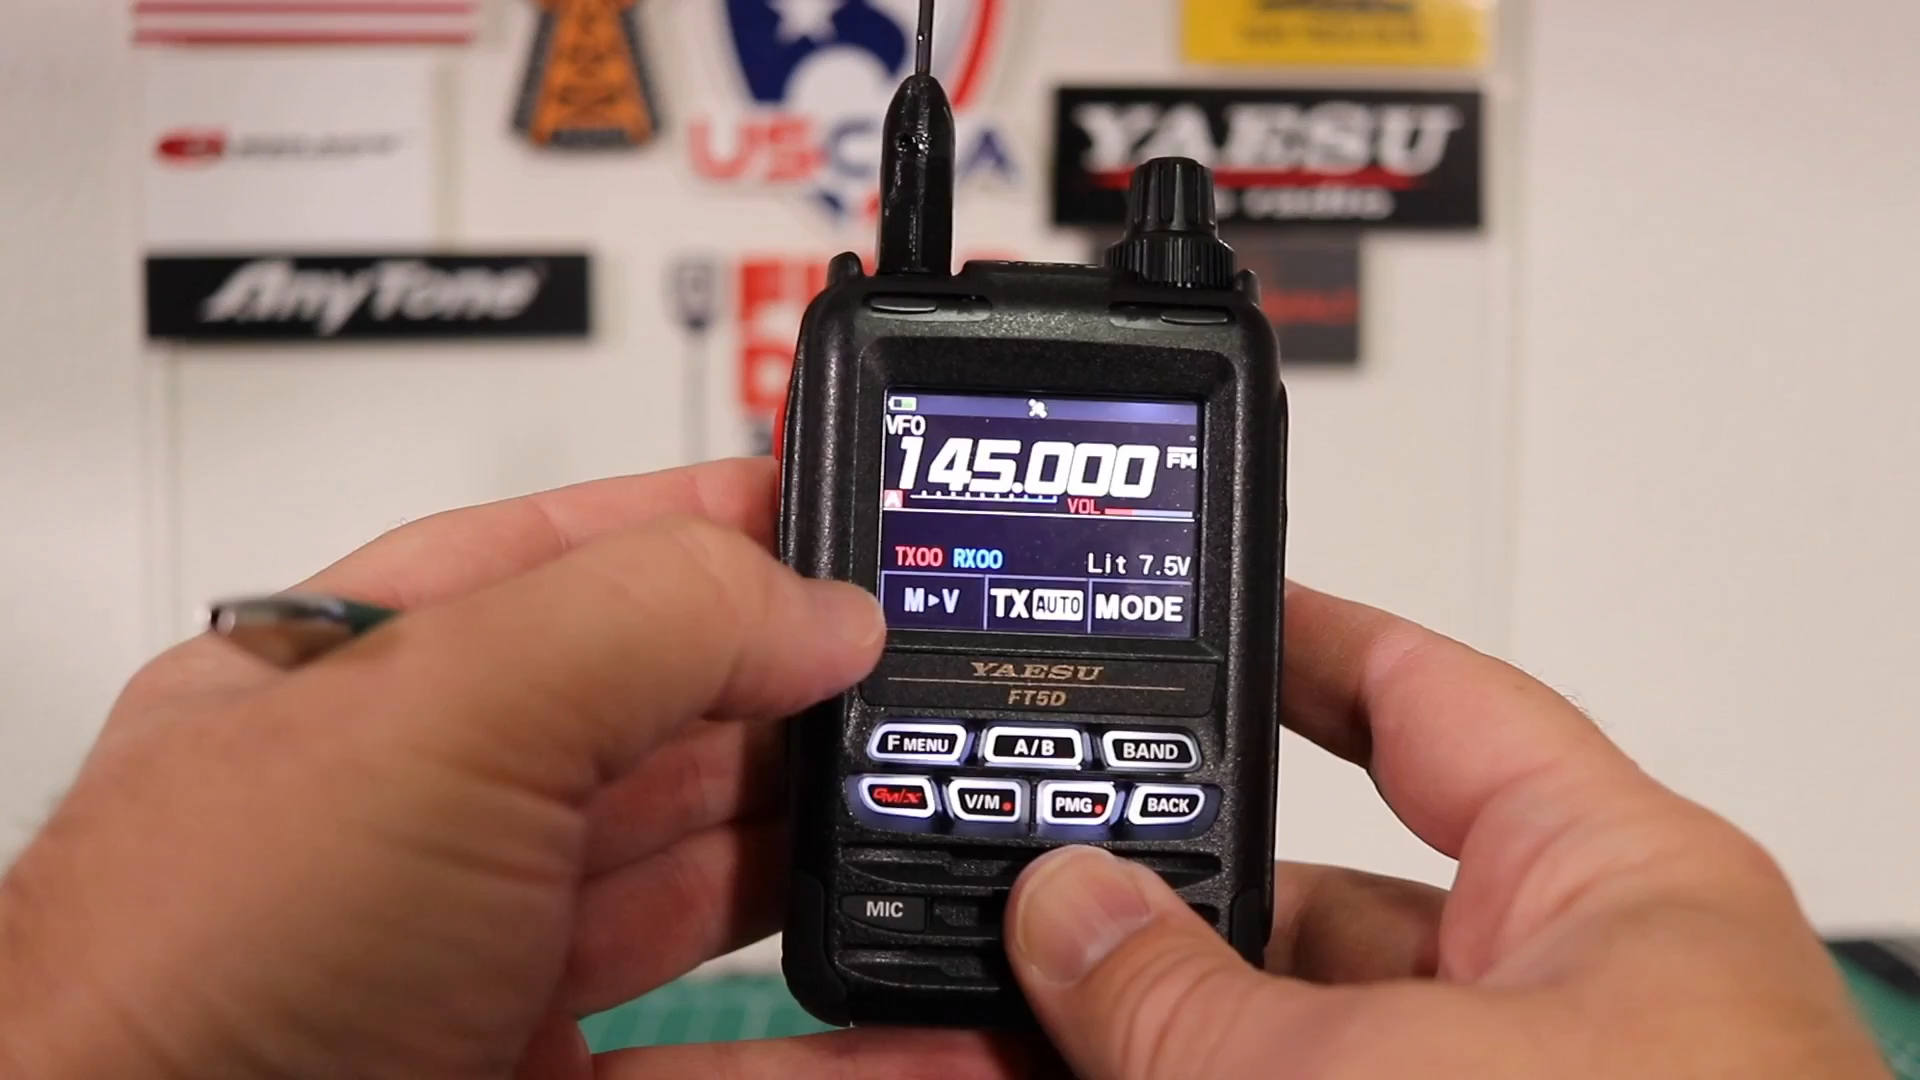 YAESU
AnyTone
VFO
145.000
FM
A
VOL
TX00 RX00
Lit 7.5V
M▸V
TX AUTO
MODE
YAESU
FT5D
F MENU
A/B
BAND
GM/X
V/M
PMG
BACK
MIC